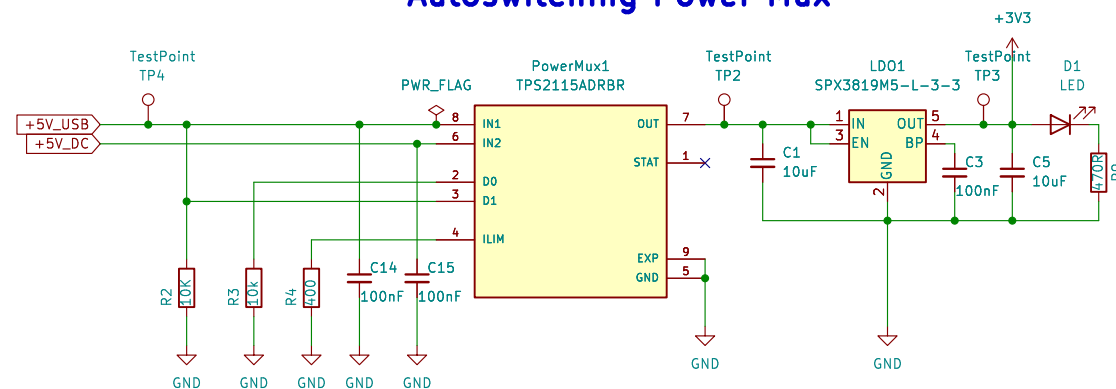 Autoswitching Power Mux
+3V3
TestPoint
TP4
PWR_FLAG
PowerMux1
TPS2115ADRBR
TestPoint
TP2
LDO1
SPX3819M5-L-3-3
TestPoint
TP3
D1
LED
+5V_USB
+5V_DC
8
IN1
6
IN2
2
D0
3
D1
4
ILIM
OUT
7
STAT
1
EXP
9
GND
5
C1
10uF
1
IN
3
EN
OUT
5
BP
4
GND
2
C3
100nF
C5
10uF
470R
R2
10K
R3
10k
R4
400
C14
100nF
C15
100nF
GND
GND
GND
GND
GND
GND
GND